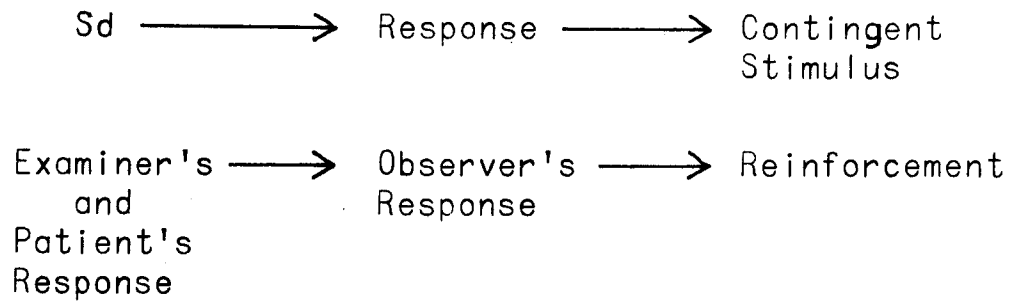 Sd Response Contingent
Stimulus
Examiner's Observer's Reinforcement
and Response
Patient's
Response